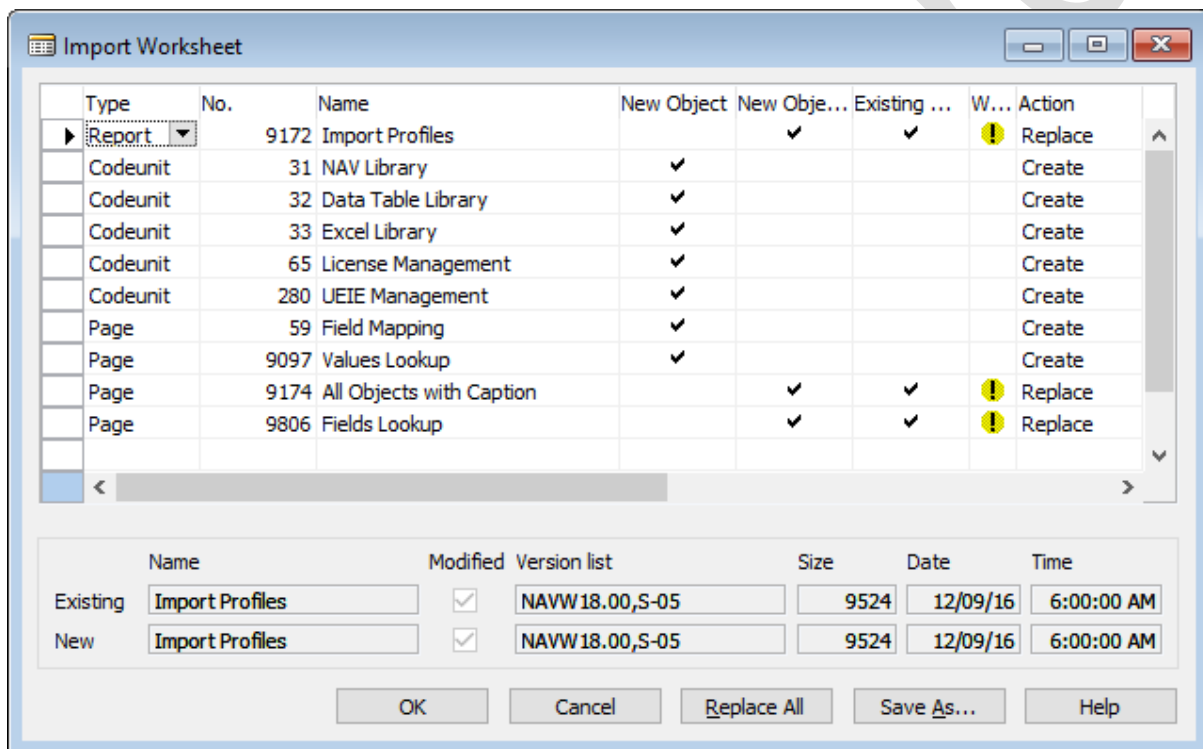 Import Worksheet
Type No. Name New Object New Obje... Existing ... W... Action
Report 9172 Import Profiles Replace
Codeunit 31 NAV Library Create
Codeunit 32 Data Table Library Create
Codeunit 33 Excel Library Create
Codeunit 65 License Management Create
Codeunit 280 UEIE Management Create
Page 59 Field Mapping Create
Page 9097 Values Lookup Create
Page 9174 All Objects with Caption Replace
Page 9806 Fields Lookup Replace
Name Modified Version list Size Date Time
Existing Import Profiles NAVW18.00,S-05 9524 12/09/16 6:00:00 AM
New Import Profiles NAVW18.00,S-05 9524 12/09/16 6:00:00 AM
OK Cancel Replace All Save As... Help